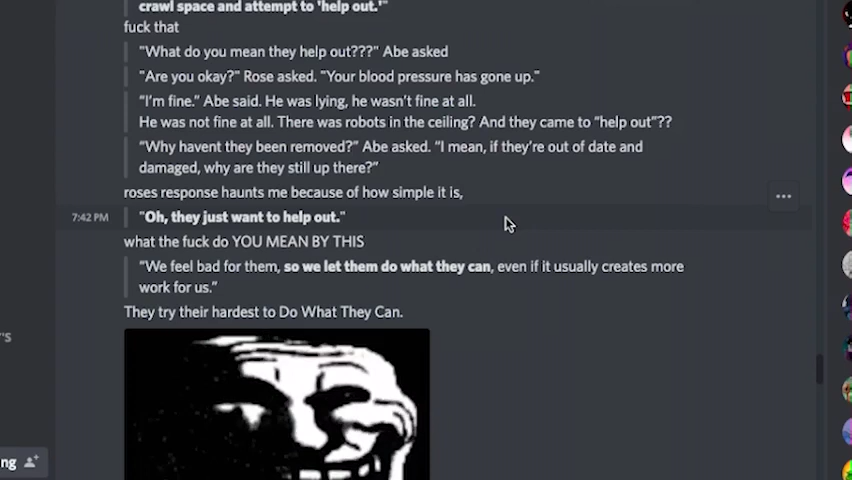 crawl space and attempt to 'help out.'"
fuck that
"What do you mean they help out???" Abe asked
"Are you okay?" Rose asked. "Your blood pressure has gone up."
“I’m fine.” Abe said. He was lying, he wasn’t fine at all.
He was not fine at all. There was robots in the ceiling? And they came to “help out”??
“Why havent they been removed?” Abe asked. “I mean, if they’re out of date and
damaged, why are they still up there?”
roses response haunts me because of how simple it is,
7:42 PM "Oh, they just want to help out."
what the fuck do YOU MEAN BY THIS
“We feel bad for them, so we let them do what they can, even if it usually creates more
work for us.”
They try their hardest to Do What They Can.
'S
ng